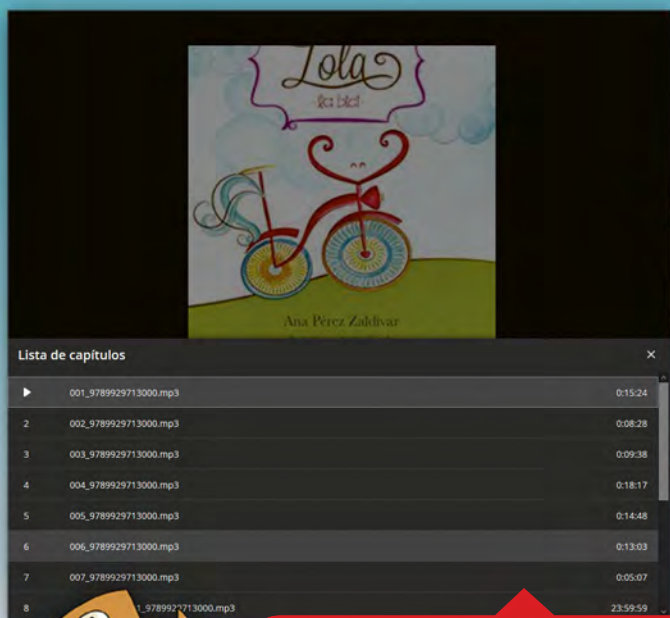 Lola
la bici
Ana Pérez Zaldívar
Lista de capítulos ×
001_9789929713000.mp3 0:15:24
2 002_9789929713000.mp3 0:08:28
3 003_9789929713000.mp3 0:09:38
4 004_9789929713000.mp3 0:18:17
5 005_9789929713000.mp3 0:14:48
6 006_9789929713000.mp3 0:13:03
7 007_9789929713000.mp3 0:05:07
8 23:59:59